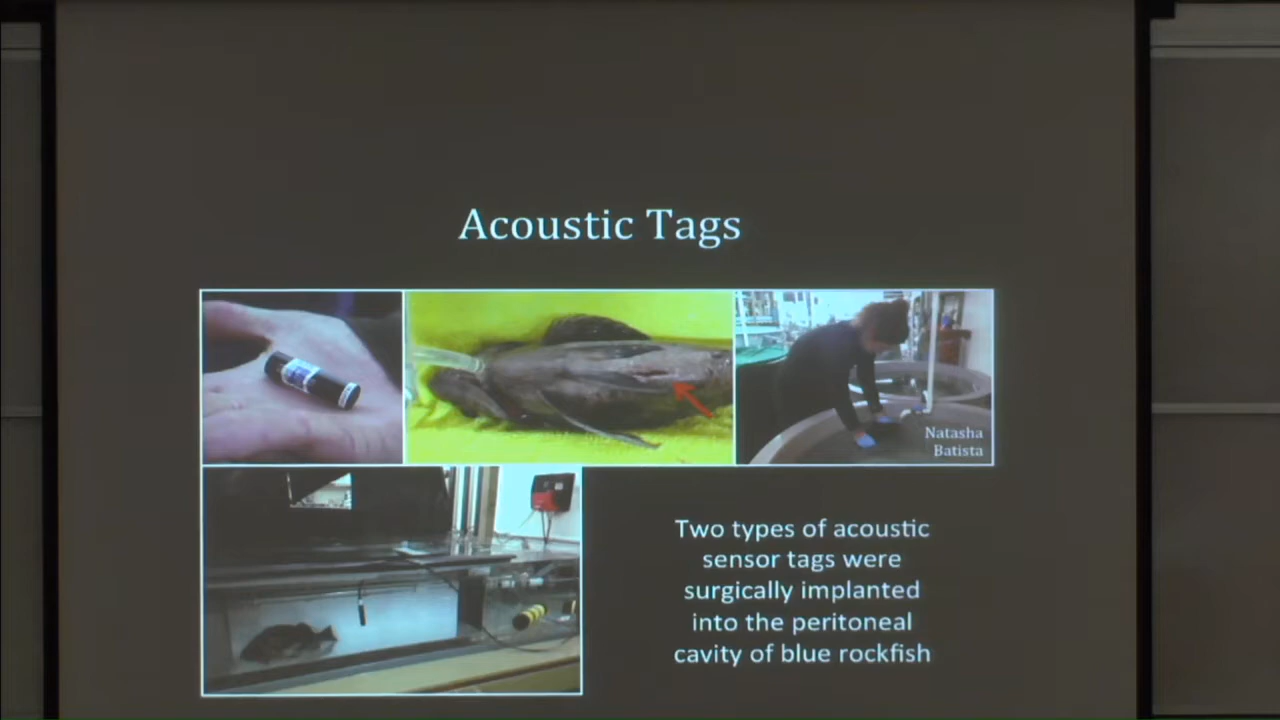 Acoustic Tags
Natasha
Batista
Two types of acoustic
sensor tags were
surgically implanted
into the peritoneal
cavity of blue rockfish